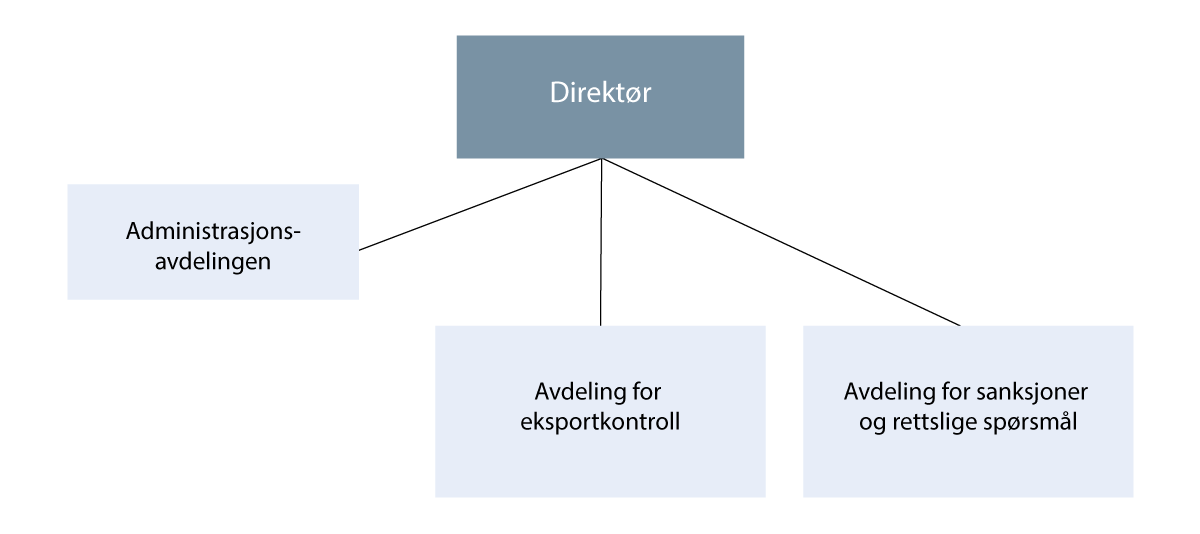 Direktør
Administrasjons-
avdelingen
Avdeling for
eksportkontroll
Avdeling for sanksjoner
og rettslige spørsmål